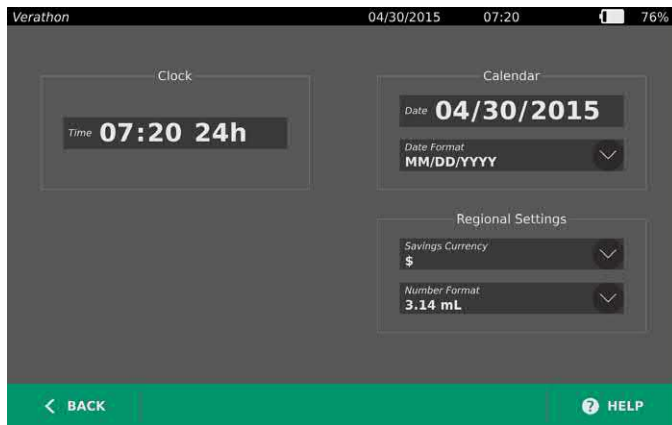 Verathon 04/30/2015 07:20 76%
Clock
Time 07:20 24h
Calendar
Date 04/30/2015
Date Format
MM/DD/YYYY
Regional Settings
Savings Currency
$
Number Format
3.14 mL
BACK
? HELP